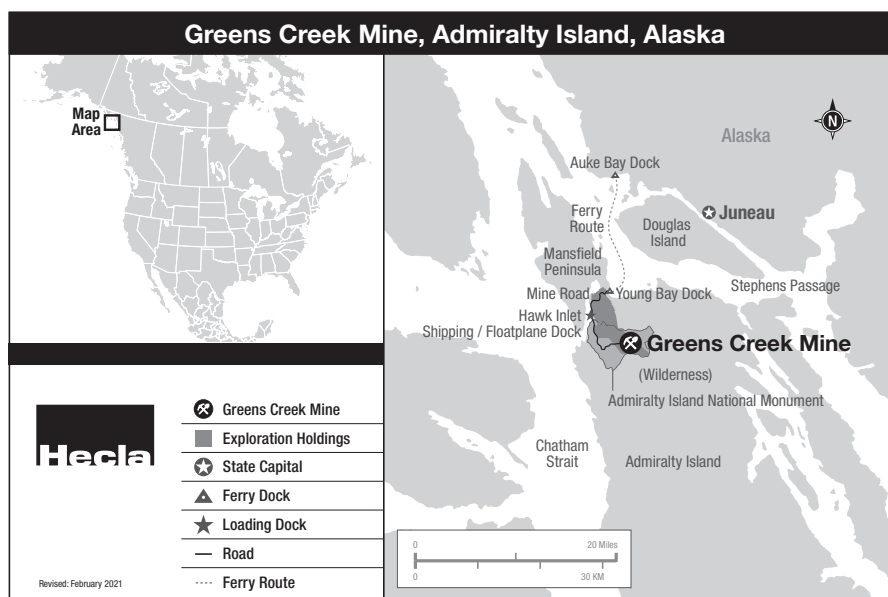 Greens Creek Mine, Admiralty Island, Alaska
Map
Area
N
Alaska
Auke Bay Dock
Juneau
Ferry
Route
Douglas
Island
Mansfield
Peninsula
Stephens Passage
Mine Road
Young Bay Dock
Hawk Inlet
Shipping / Floatplane Dock
Greens Creek Mine
(Wilderness)
Admiralty Island National Monument
Chatham
Strait
Admiralty Island
0
20 Miles
0
30 KM
Hecla
Greens Creek Mine
Exploration Holdings
State Capital
Ferry Dock
Loading Dock
Road
Ferry Route
Revised: February 2021